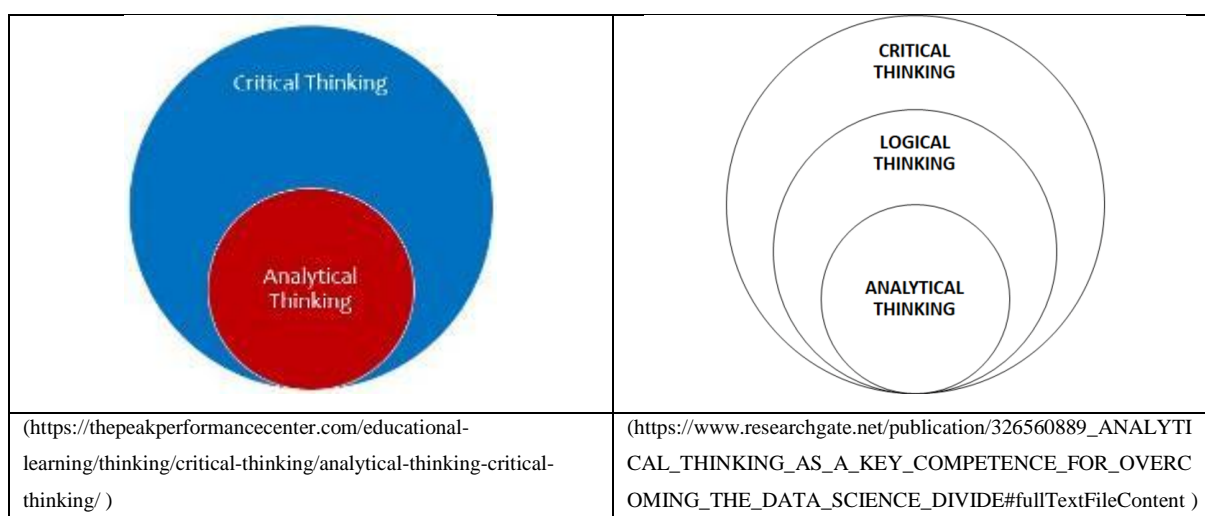 Critical Thinking
Analytical
Thinking
CRITICAL
THINKING
LOGICAL
THINKING
ANALYTICAL
THINKING
(https://thepeakperformancecenter.com/educational-
learning/thinking/critical-thinking/analytical-thinking-critical-
thinking/ )
(https://www.researchgate.net/publication/326560889_ANALYTI
CAL_THINKING_AS_A_KEY_COMPETENCE_FOR_OVERC
OMING_THE_DATA_SCIENCE_DIVIDE#fullTextFileContent )